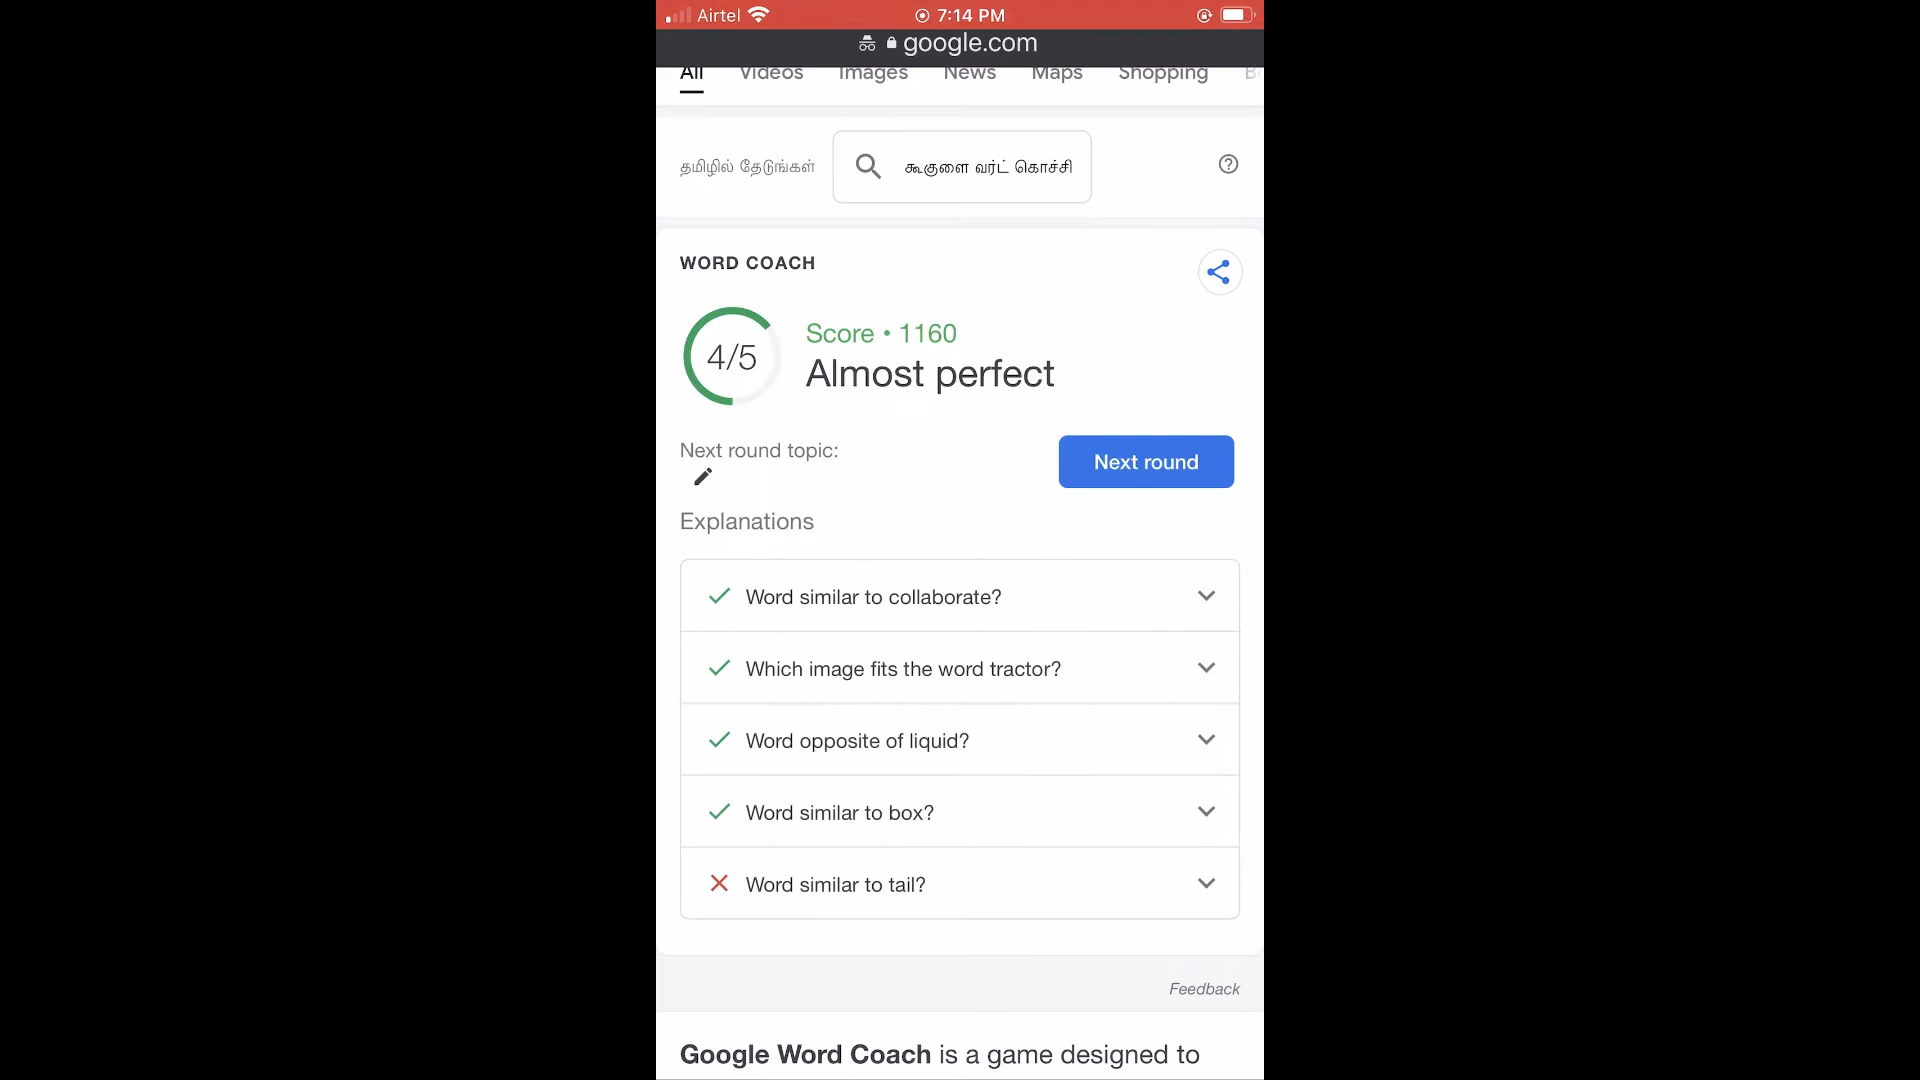 Airtel 7:14 PM
google.com
All Videos Images News Maps Shopping
தமிழில் தேடுங்கள் கூகுளை வர்ட் கொச்சி
WORD COACH
4/5
Score • 1160
Almost perfect
Next round topic:
Next round
Explanations
Word similar to collaborate?
Which image fits the word tractor?
Word opposite of liquid?
Word similar to box?
Word similar to tail?
Feedback
Google Word Coach is a game designed to